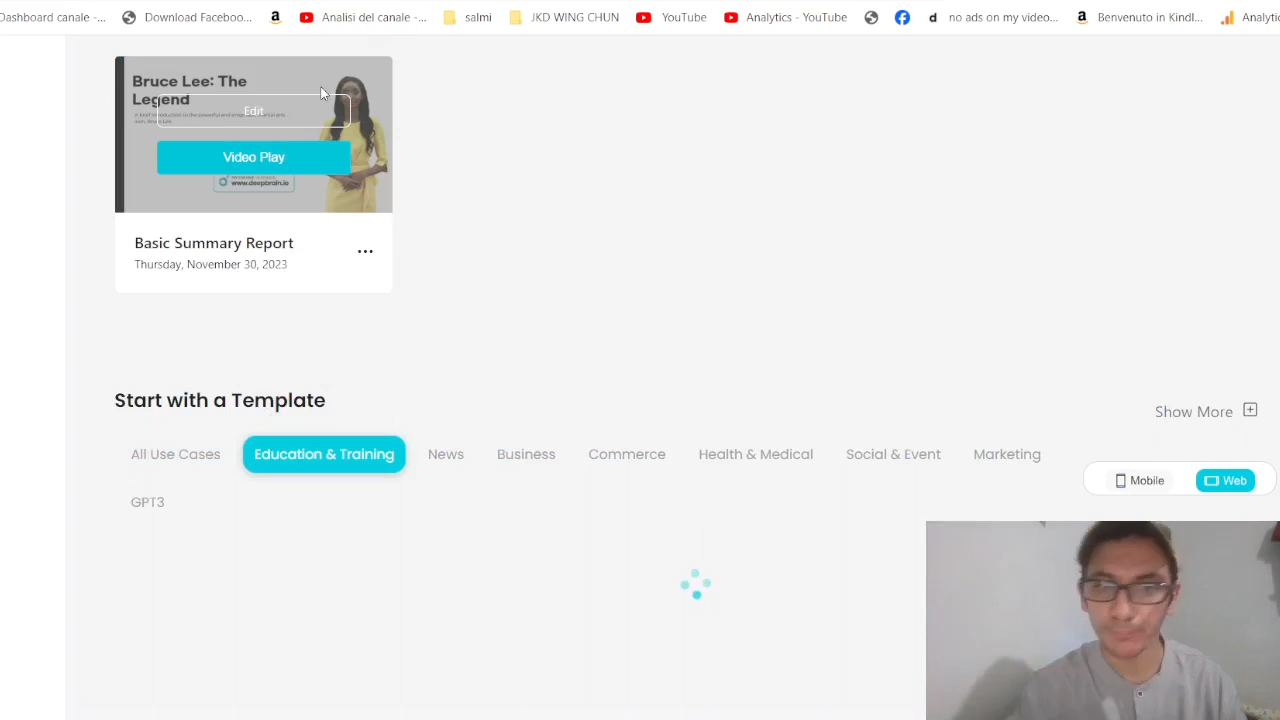 Dashboard canale -...
Download Faceboo...
Analisi del canale -...
salmi
JKD WING CHUN
YouTube
Analytics - YouTube
no ads on my video...
Benvenuto in Kindl...
Analytic
Bruce Lee: The
Legend
Edit
Video Play
www.deepbrain.io
Basic Summary Report
Thursday, November 30, 2023
Start with a Template
Show More
All Use Cases
Education & Training
News
Business
Commerce
Health & Medical
Social & Event
Marketing
Mobile
Web
GPT3